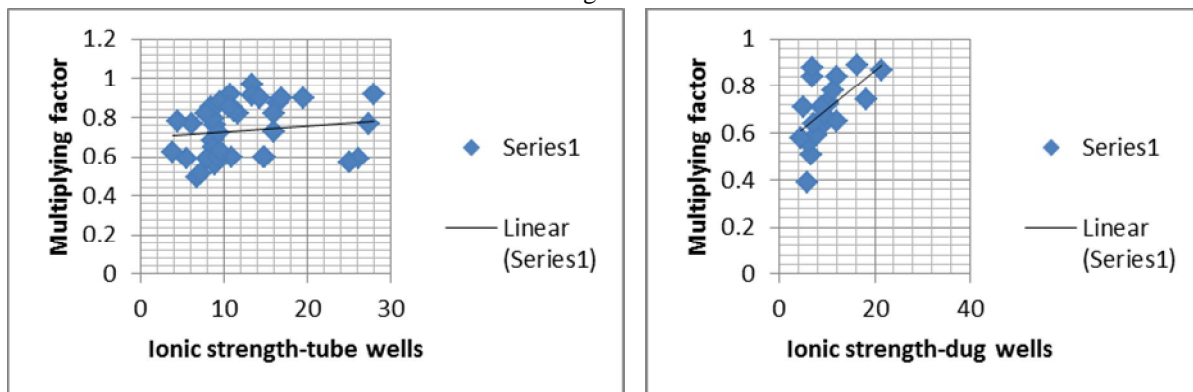 Multiplying factor
1.2
1
0.8
0.6
0.4
0.2
0
0
10
20
30
Ionic strength-tube wells
Series1
Linear
(Series1)
Multiplying factor
1
0.8
0.6
0.4
0.2
0
0
20
40
Ionic strength-dug wells
Series1
Linear
(Series1)